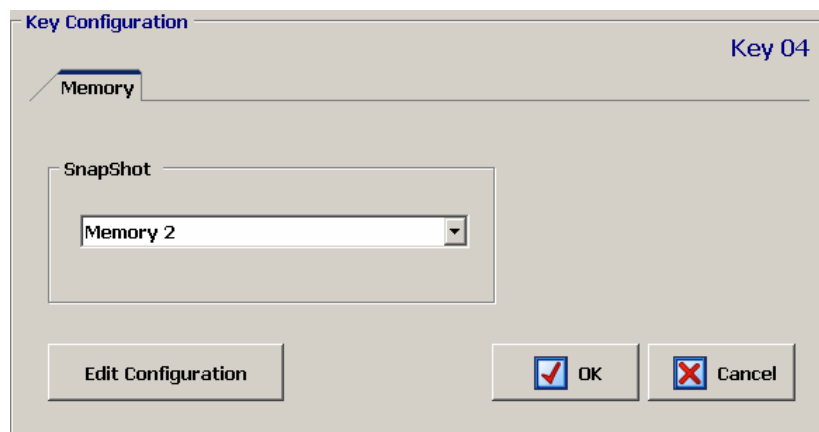 Key Configuration
Key 04
Memory
SnapShot
Memory 2
Edit Configuration
OK
Cancel